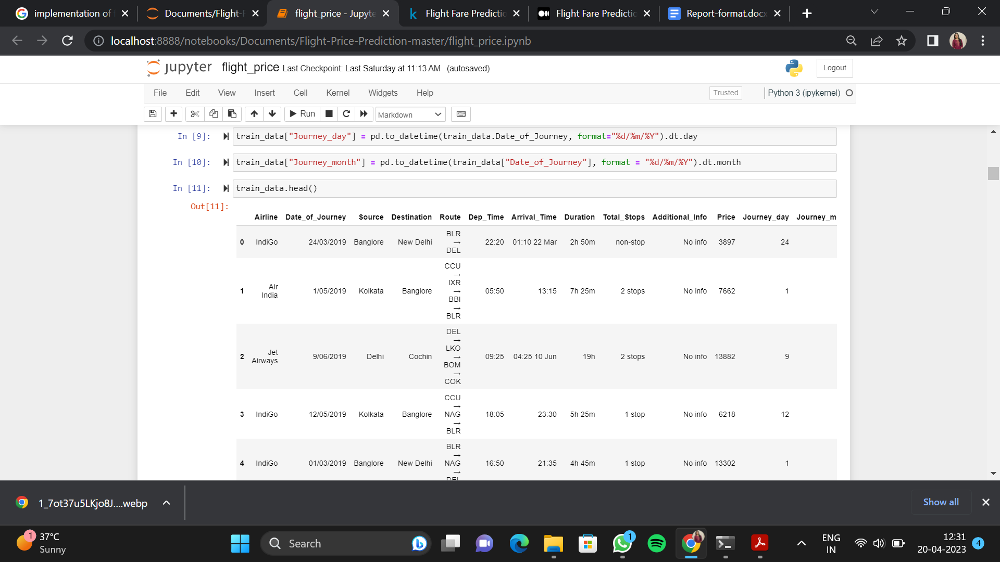 implementation of
Documents/Flight-
flight_price - Jupyte
Flight Fare Predictic
Flight Fare Predictic
Report-format.docx
localhost:8888/notebooks/Documents/Flight-Price-Prediction-master/flight_price.ipynb
jupyter flight_price Last Checkpoint: Last Saturday at 11:13 AM (autosaved)
Logout
File Edit View Insert Cell Kernel Widgets Help
Trusted
Python 3 (ipykernel)
Run
Markdown
In [9]: train_data["Journey_day"] = pd.to_datetime(train_data.Date_of_Journey, format="%d/%m/%Y").dt.day
In [10]: train_data["Journey_month"] = pd.to_datetime(train_data["Date_of_Journey"], format = "%d/%m/%Y").dt.month
In [11]: train_data.head()
Out[11]:
Airline Date_of_Journey Source Destination Route Dep_Time Arrival_Time Duration Total_Stops Additional_Info Price Journey_day Journey_m
0 IndiGo 24/03/2019 Banglore New Delhi BLR → DEL 22:20 01:10 22 Mar 2h 50m non-stop No info 3897 24
1 Air India 1/05/2019 Kolkata Banglore CCU → IXR → BBI → BLR 05:50 13:15 7h 25m 2 stops No info 7662 1
2 Jet Airways 9/06/2019 Delhi Cochin DEL → LKO → BOM → COK 09:25 04:25 10 Jun 19h 2 stops No info 13882 9
3 IndiGo 12/05/2019 Kolkata Banglore CCU → NAG → BLR 18:05 23:30 5h 25m 1 stop No info 6218 12
4 IndiGo 01/03/2019 Banglore New Delhi BLR → NAG → DEL 16:50 21:35 4h 45m 1 stop No info 13302 1
1_7ot37u5LKjo8J....webp
Show all
1
37°C
Sunny
Search
1
ENG
IN
12:31
20-04-2023
4